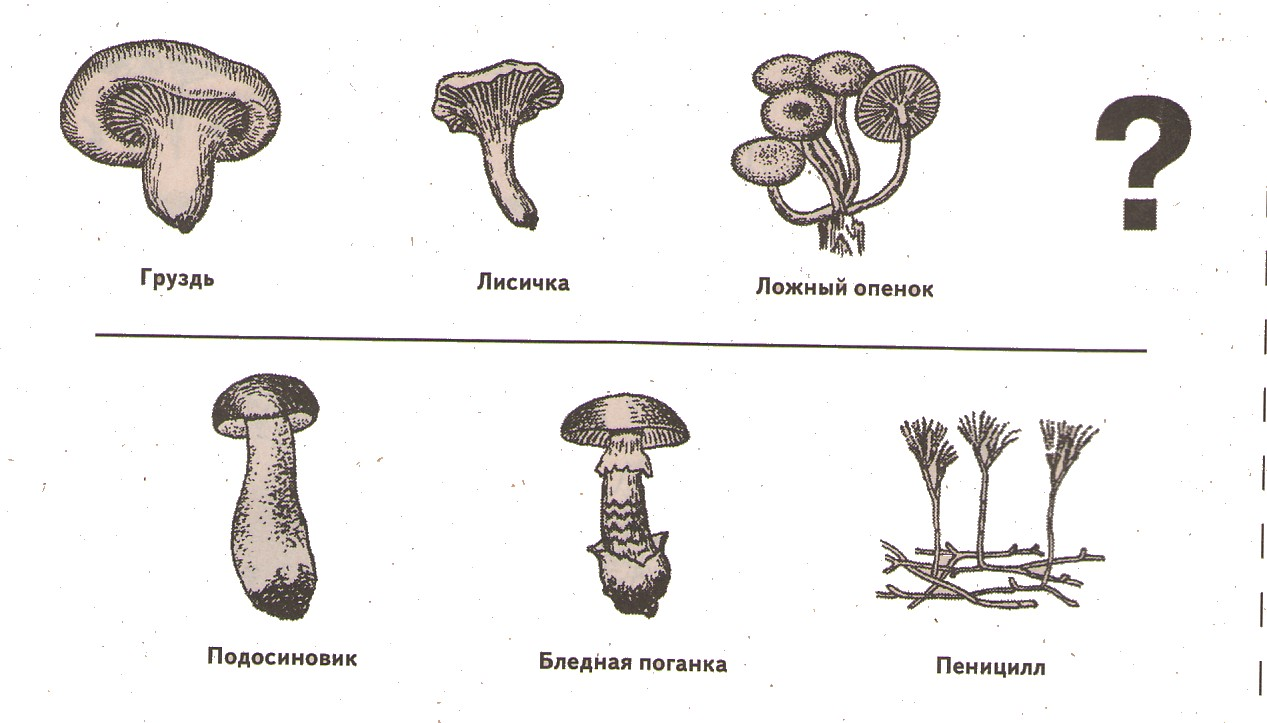 Груздь
Лисичка
Ложный опенок
?
Подосиновик
Бледная поганка
Пеницилл